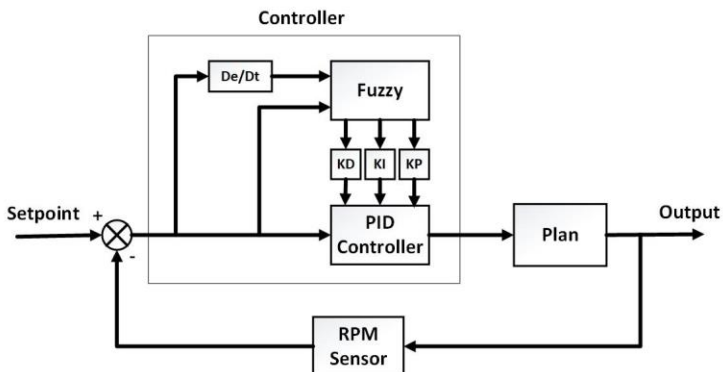 Controller
De/Dt
Fuzzy
KD
KI
KP
Setpoint
+
-
PID
Controller
Plan
Output
RPM
Sensor